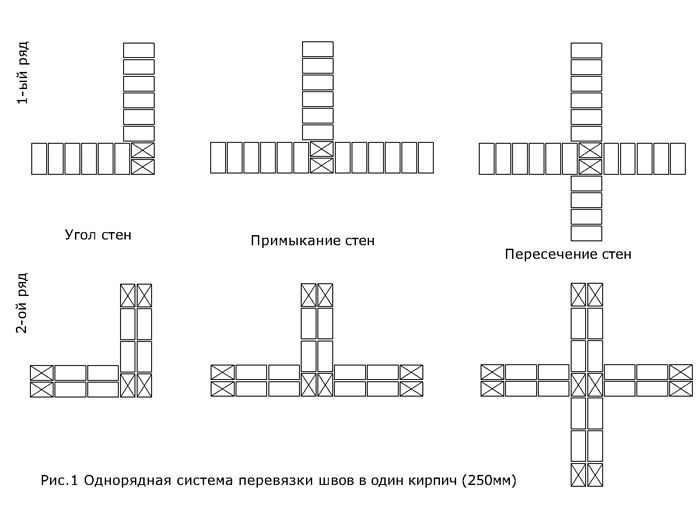 1-ый ряд
Угол стен
Примыкание стен
Пересечение стен
2-ой ряд
Рис.1 Однорядная система перевязки швов в один кирпич (250мм)